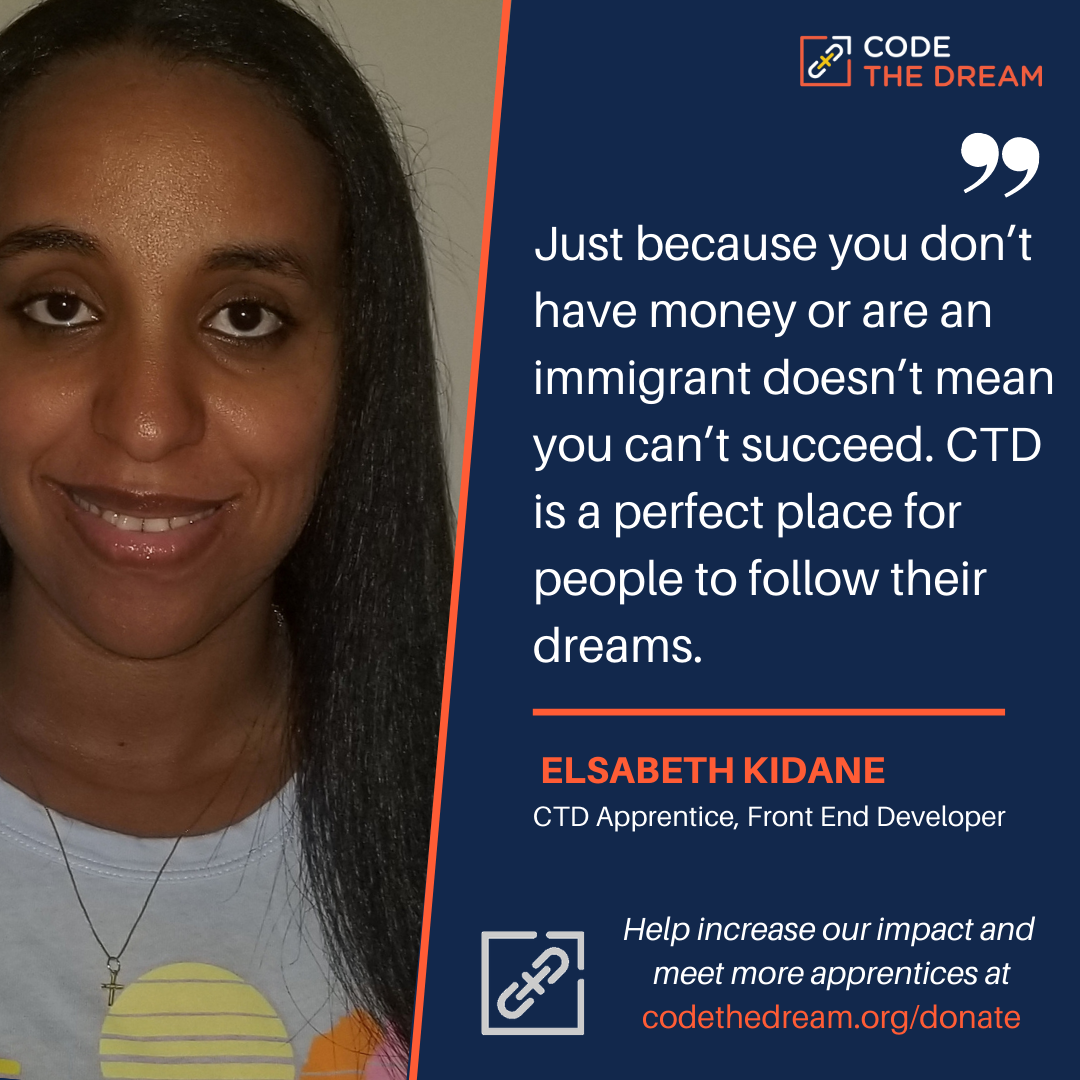 CODE
THE DREAM
”
Just because you don’t
have money or are an
immigrant doesn’t mean
you can’t succeed. CTD
is a perfect place for
people to follow their
dreams.
ELSABETH KIDANE
CTD Apprentice, Front End Developer
Help increase our impact and
meet more apprentices at
codethedream.org/donate